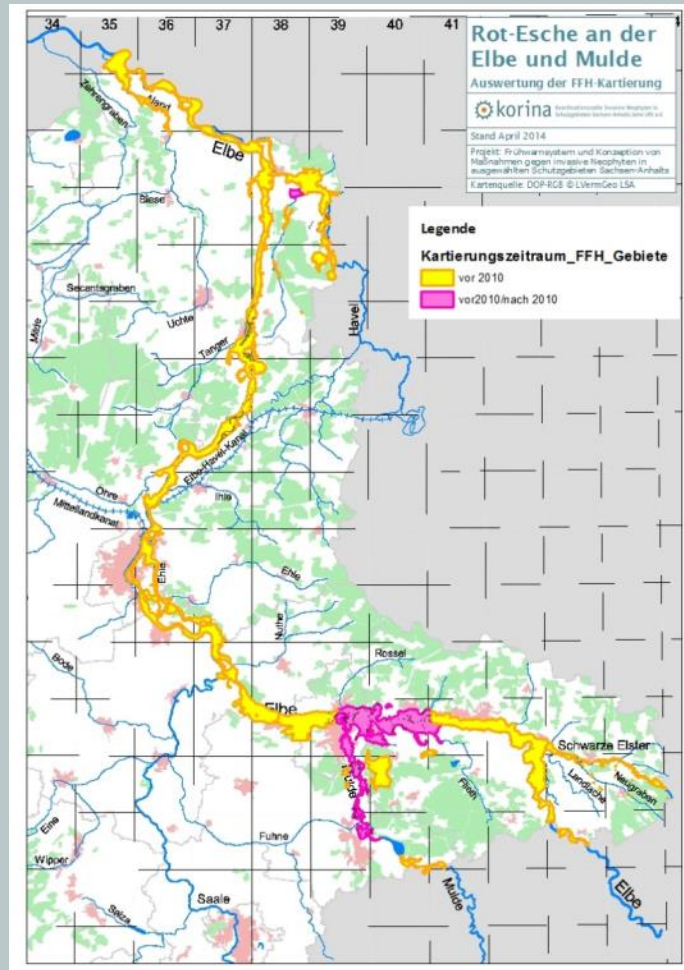 34 35 36 37 38 39 40 41
Rot-Esche an der
Elbe und Mulde
Auswertung der FFH-Kartierung
korina
Stand April 2014
Projekt: Frühwarnsystem und Konzeption von
Maßnahmen gegen invasive Neophyten in
ausgewählten Schutzgebieten Sachsen-Anhalts
Kartenquelle: DOP-RGB © LVermGeo LSA
Legende
Kartierungszeitraum_FFH_Gebiete
vor 2010
vor2010/nach 2010
Zehrengraben
Aland
Elbe
Biese
Secantsgraben
Milde
Uchte
Tanger
Havel
Elbe-Havel-Kanal
Ohre
Ihle
Mittellandkanal
Ehle
Ehle
Nuthe
Bode
Rossel
Elbe
Schwarze Elster
Landlache
Neugraben
Mulde
Flieth
Eine
Fuhne
Wipper
Saale
Salza
Mulde
Elbe